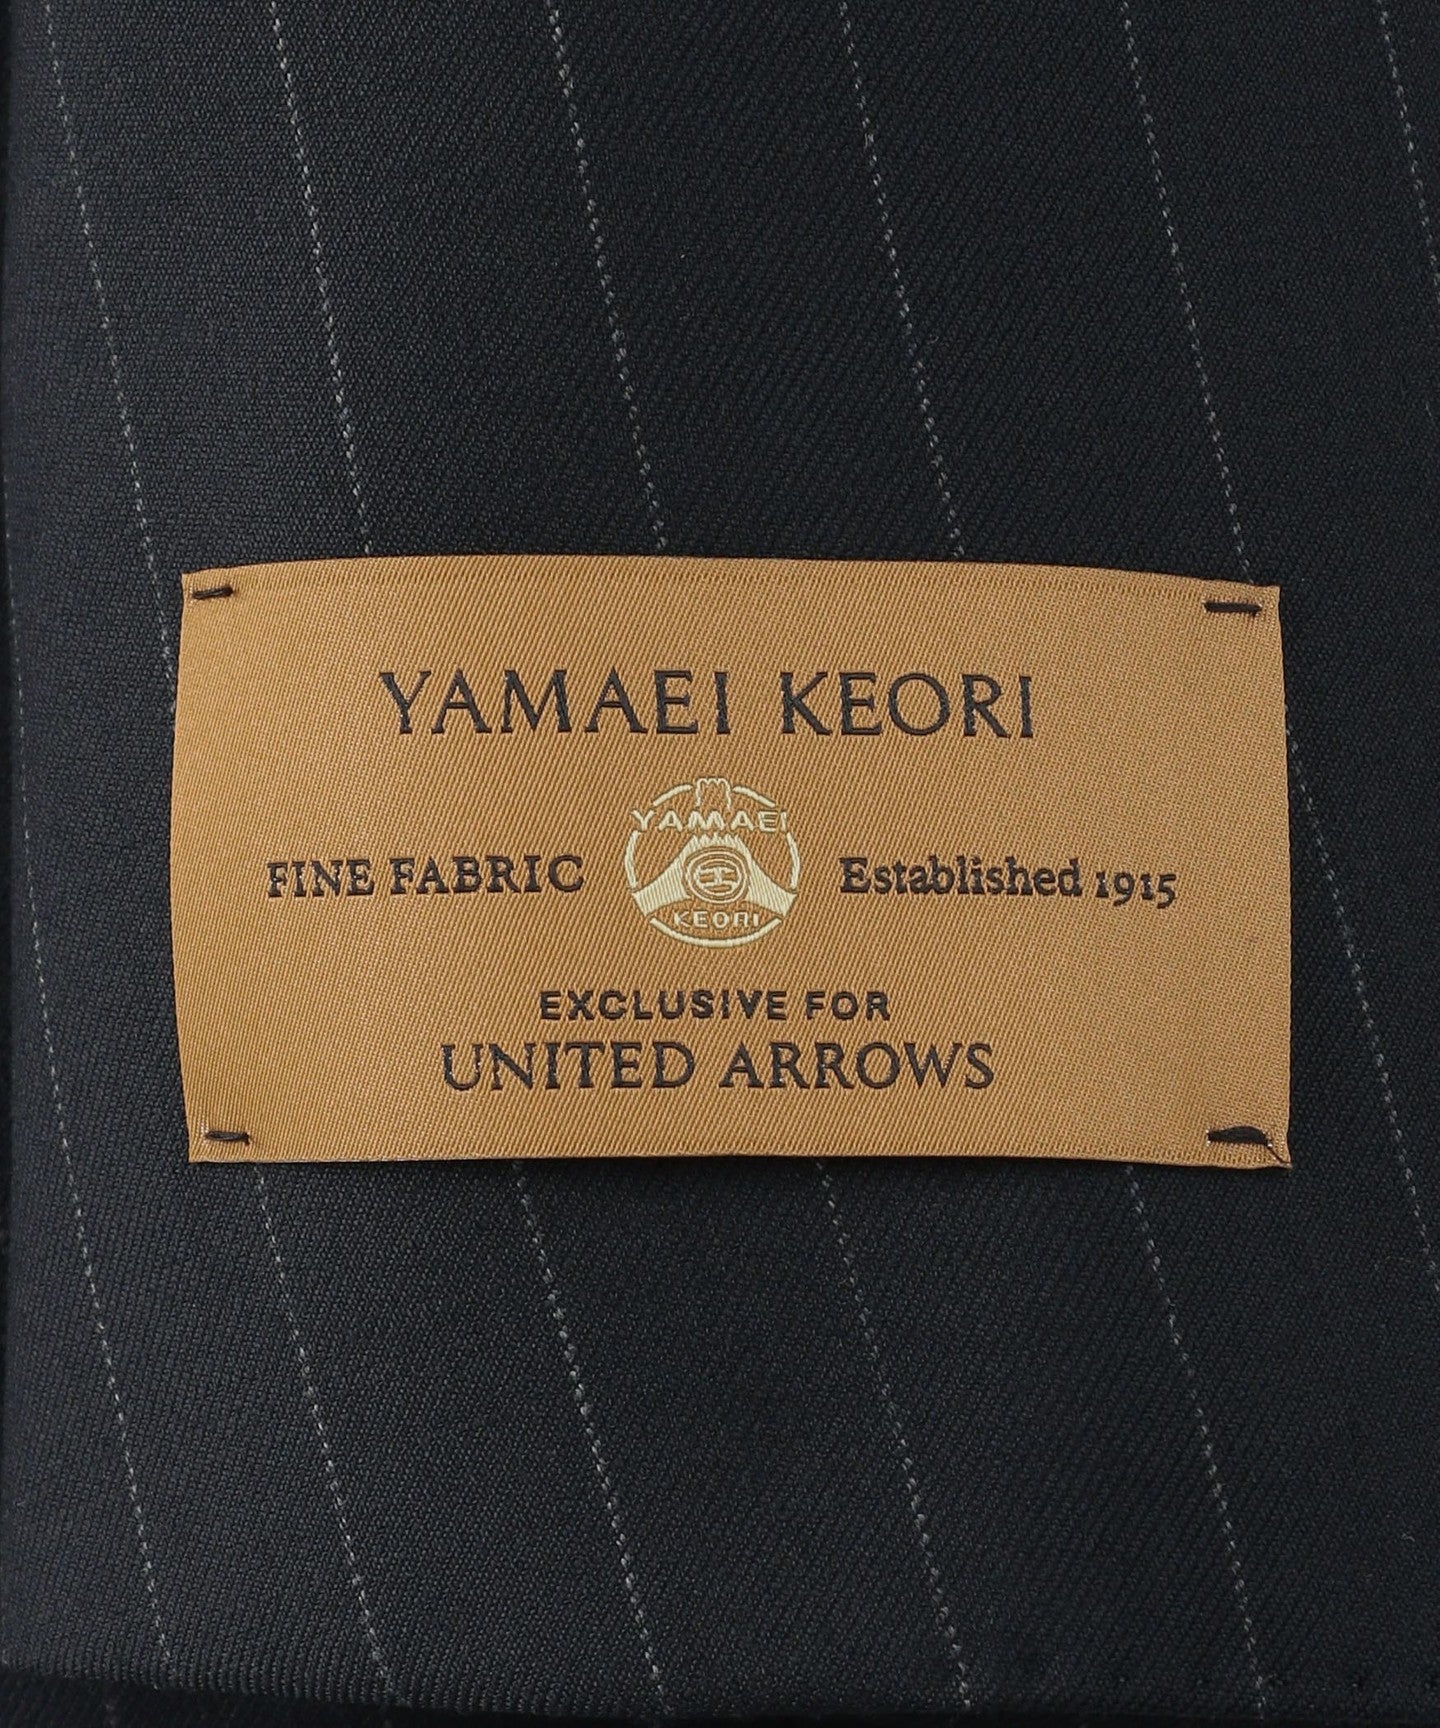 YAMAEI KEORI
YAMAEI
FINE FABRIC Established 1915
KEORI
EXCLUSIVE FOR
UNITED ARROWS